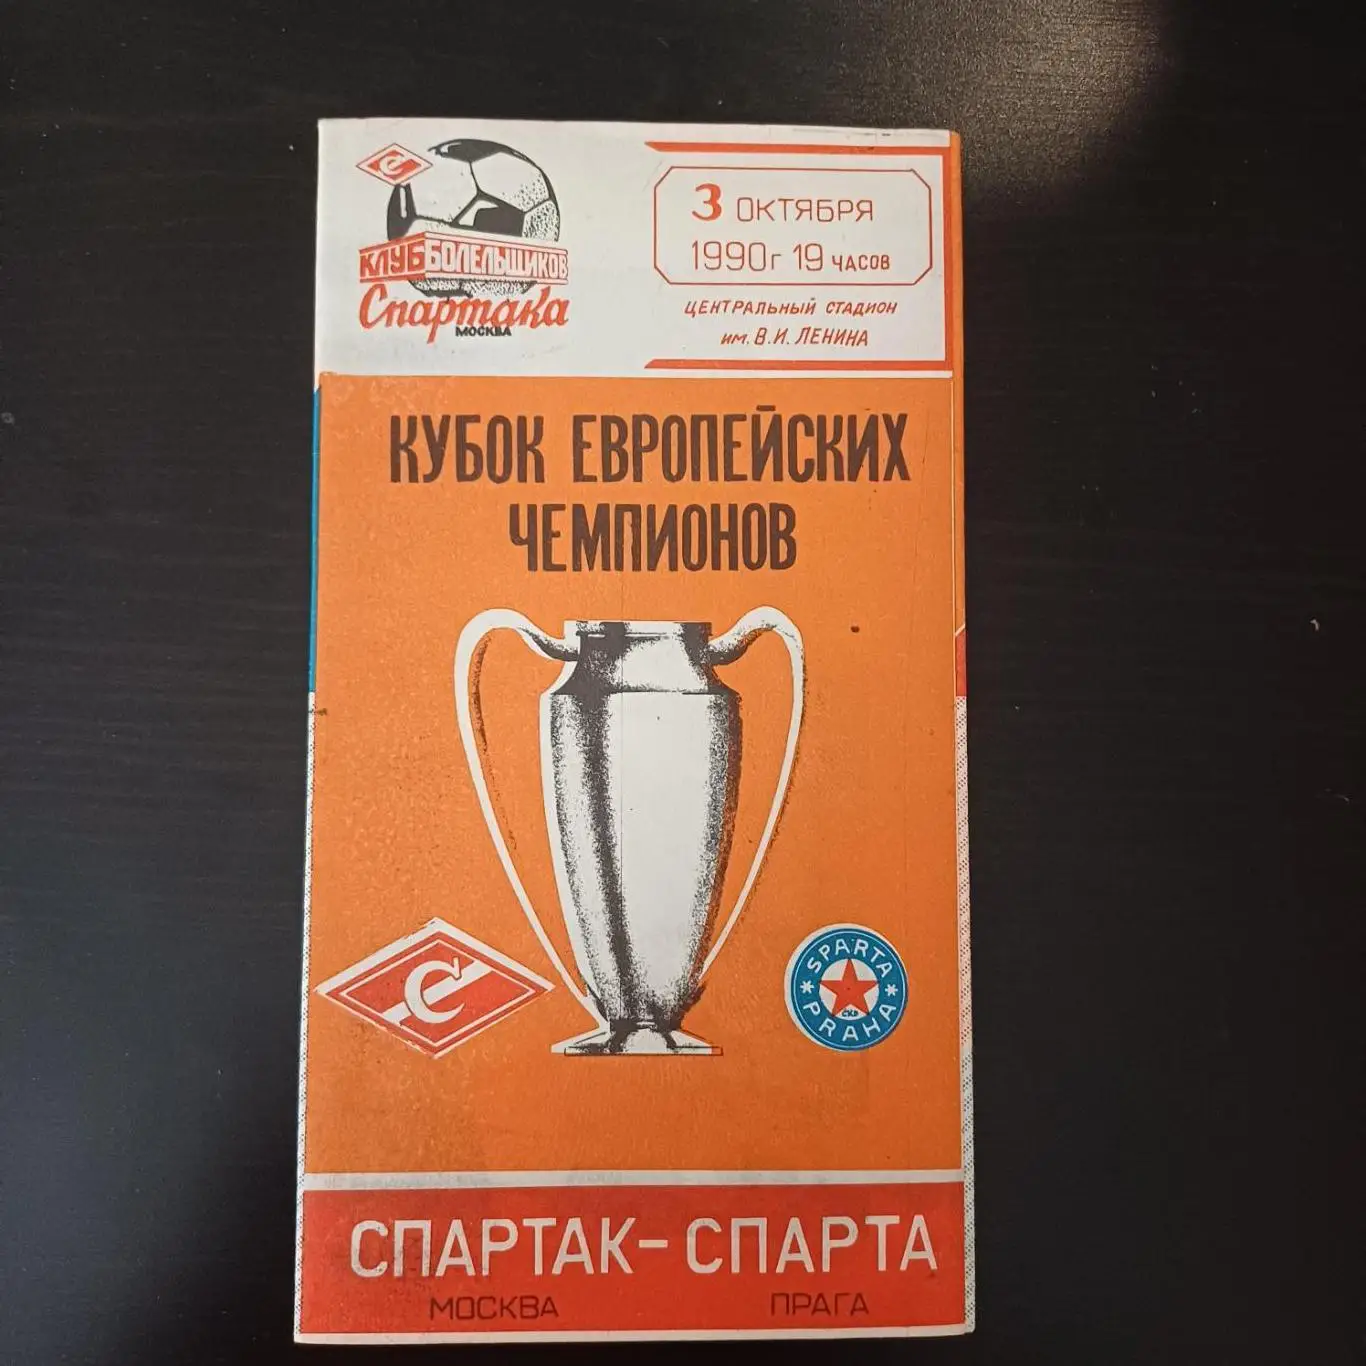 С
КЛУБ БОЛЕЛЬЩИКОВ
Спартака
МОСКВА
3 ОКТЯБРЯ
1990г 19 ЧАСОВ
ЦЕНТРАЛЬНЫЙ СТАДИОН
им. В.И. ЛЕНИНА
КУБОК ЕВРОПЕЙСКИХ
ЧЕМПИОНОВ
С
SPARTA
ČKD
PRAHA
СПАРТАК-СПАРТА
МОСКВА ПРАГА